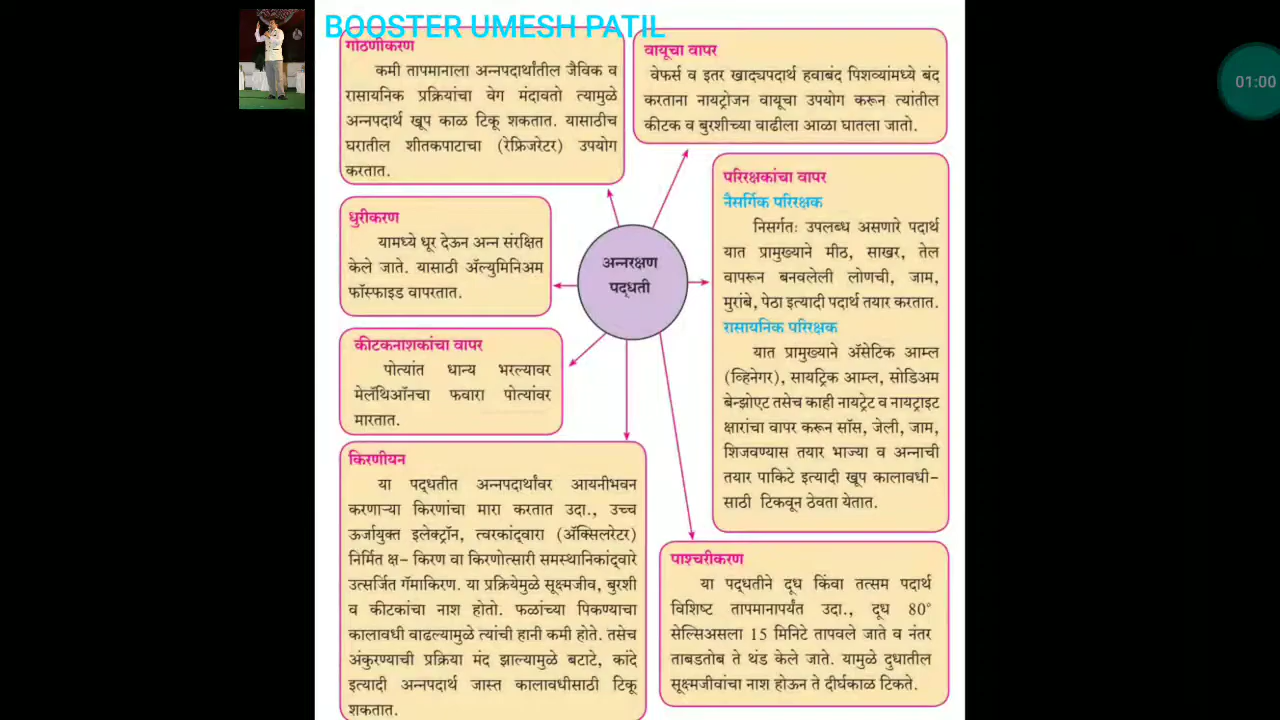 BOOSTER UMESH PATIL
01:00
गोठणीकरण
कमी तापमानाला अन्नपदार्थांतील जैविक व
रासायनिक प्रक्रियांचा वेग मंदावतो त्यामुळे
अन्नपदार्थ खूप काळ टिकू शकतात. यासाठीच
घरातील शीतकपाटाचा (रेफ्रिजरेटर) उपयोग
करतात.
वायूचा वापर
वेफर्स व इतर खाद्यपदार्थ हवाबंद पिशव्यांमध्ये बंद
करताना नायट्रोजन वायूचा उपयोग करून त्यांतील
कीटक व बुरशीच्या वाढीला आळा घातला जातो.
धुरीकरण
यामध्ये धूर देऊन अन्न संरक्षित
केले जाते. यासाठी ॲल्युमिनिअम
फॉस्फाइड वापरतात.
अन्नरक्षण
पद्धती
परिरक्षकांचा वापर
नैसर्गिक परिरक्षक
निसर्गतः उपलब्ध असणारे पदार्थ
यात प्रामुख्याने मीठ, साखर, तेल
वापरून बनवलेली लोणची, जाम,
मुरांबे, पेठा इत्यादी पदार्थ तयार करतात.
रासायनिक परिरक्षक
यात प्रामुख्याने ॲसेटिक आम्ल
(व्हिनेगर), सायट्रिक आम्ल, सोडिअम
बेन्झोएट तसेच काही नायट्रेट व नायट्राइट
क्षारांचा वापर करून सॉस, जेली, जाम,
शिजवण्यास तयार भाज्या व अन्नाची
तयार पाकिटे इत्यादी खूप कालावधी-
साठी टिकवून ठेवता येतात.
कीटकनाशकांचा वापर
पोत्यांत धान्य भरल्यावर
मेलॅथिऑनचा फवारा पोत्यांवर
मारतात.
किरणीयन
या पद्धतीत अन्नपदार्थांवर आयनीभवन
करणाऱ्या किरणांचा मारा करतात उदा., उच्च
ऊर्जायुक्त इलेक्ट्रॉन, त्वरकांद्वारा (ॲक्सिलरेटर)
निर्मित क्ष- किरण वा किरणोत्सारी समस्थानिकांद्वारे
उत्सर्जित गॅमाकिरण. या प्रक्रियेमुळे सूक्ष्मजीव, बुरशी
व कीटकांचा नाश होतो. फळांच्या पिकण्याचा
कालावधी वाढल्यामुळे त्यांची हानी कमी होते. तसेच
अंकुरण्याची प्रक्रिया मंद झाल्यामुळे बटाटे, कांदे
इत्यादी अन्नपदार्थ जास्त कालावधीसाठी टिकू
शकतात.
पाश्चरीकरण
या पद्धतीने दूध किंवा तत्सम पदार्थ
विशिष्ट तापमानापर्यंत उदा., दूध 80°
सेल्सिअसला 15 मिनिटे तापवले जाते व नंतर
ताबडतोब ते थंड केले जाते. यामुळे दुधातील
सूक्ष्मजीवांचा नाश होऊन ते दीर्घकाळ टिकते.